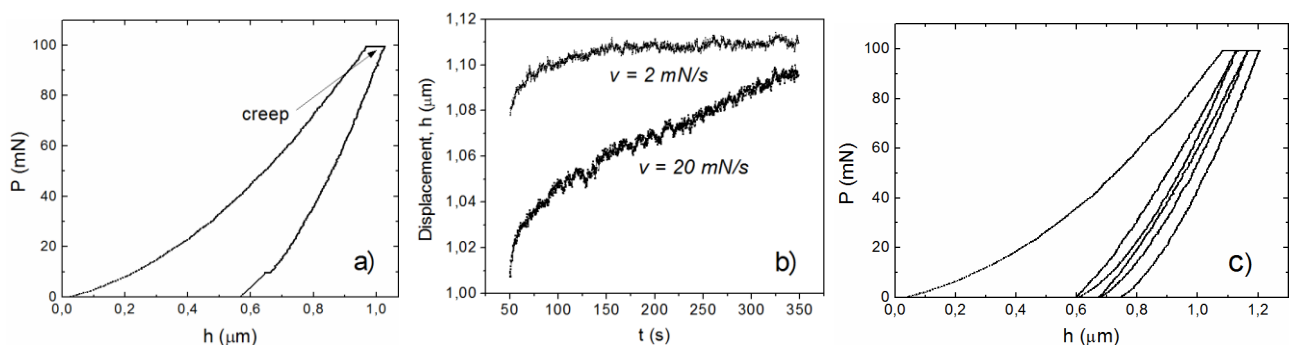 100
80
60
40
20
0
P (mN)
creep
a)
0,0 0,2 0,4 0,6 0,8 1,0
h (μm)
1,12
1,10
1,08
1,06
1,04
1,02
1,00
Displacement, h (μm)
v = 2 mN/s
v = 20 mN/s
b)
50 100 150 200 250 300 350
t (s)
100
80
60
40
20
0
P (mN)
c)
0,0 0,2 0,4 0,6 0,8 1,0 1,2
h (μm)